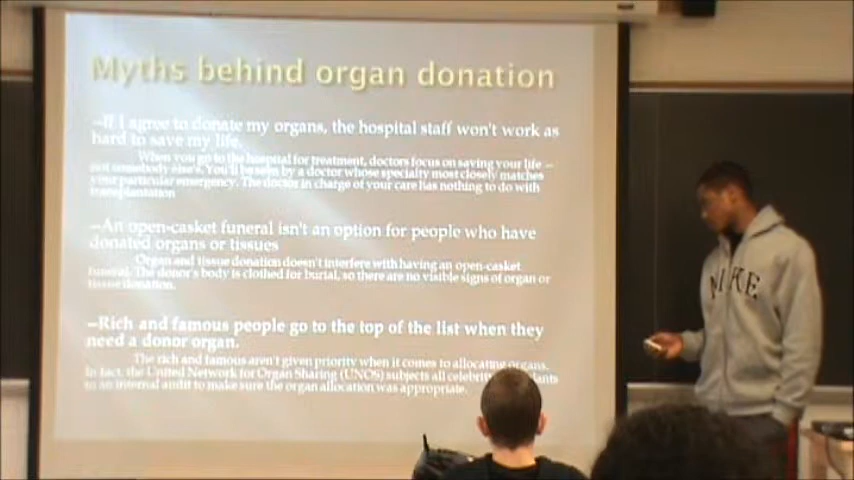 Myths behind organ donation
–If I agree to donate my organs, the hospital staff won't work as
hard to save my life.
When you go to the hospital for treatment, doctors focus on saving your life –
not somebody else's. You'll be seen by a doctor whose specialty most closely matches
your particular emergency. The doctor in charge of your care has nothing to do with
transplantation
–An open-casket funeral isn't an option for people who have
donated organs or tissues
Organ and tissue donation doesn't interfere with having an open-casket
funeral. The donor's body is clothed for burial, so there are no visible signs of organ or
tissue donation.
–Rich and famous people go to the top of the list when they
need a donor organ.
The rich and famous aren't given priority when it comes to allocating organs.
In fact, the United Network for Organ Sharing (UNOS) subjects all
to an internal audit to make sure the organ allocation was appropriate.
NIKE